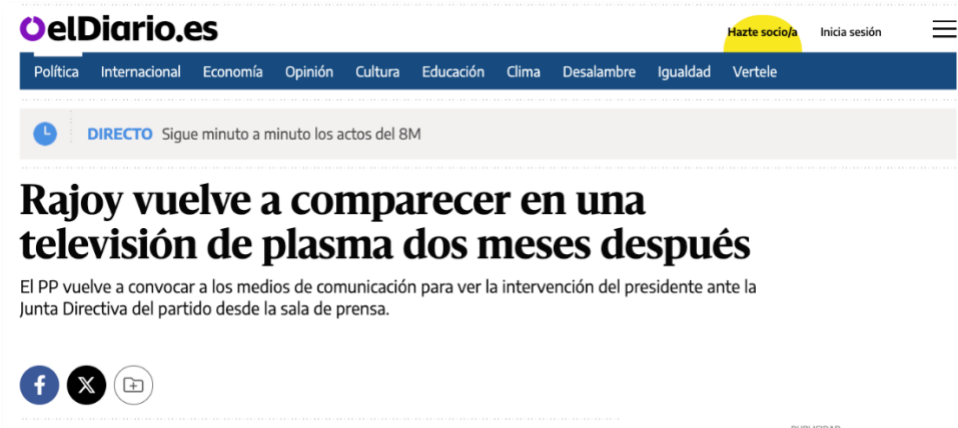 elDiario.es
Hazte socio/a Inicia sesión
Política Internacional Economía Opinión Cultura Educación Clima Desalambre Igualdad Vertele
DIRECTO Sigue minuto a minuto los actos del 8M
Rajoy vuelve a comparecer en una
televisión de plasma dos meses después
El PP vuelve a convocar a los medios de comunicación para ver la intervención del presidente ante la
Junta Directiva del partido desde la sala de prensa.